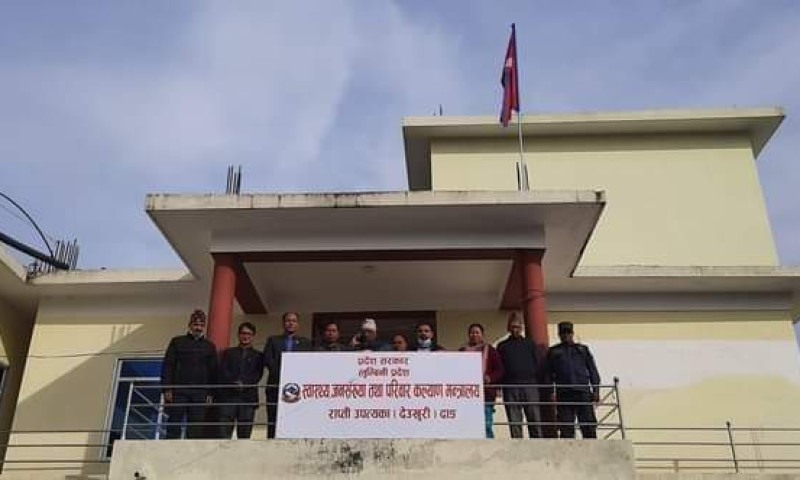 प्रदेश सरकार
लुम्बिनी प्रदेश
स्वास्थ्य,जनसंख्या तथा परिवार कल्याण मन्त्रालय
राप्ती उपत्यका । देउखुरी । दाङ